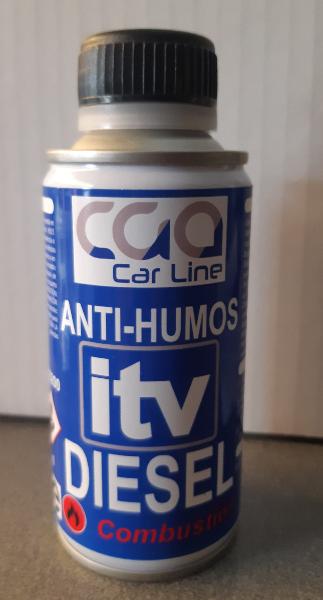 CGA
Car Line
ANTI-HUMOS
itv
DIESEL